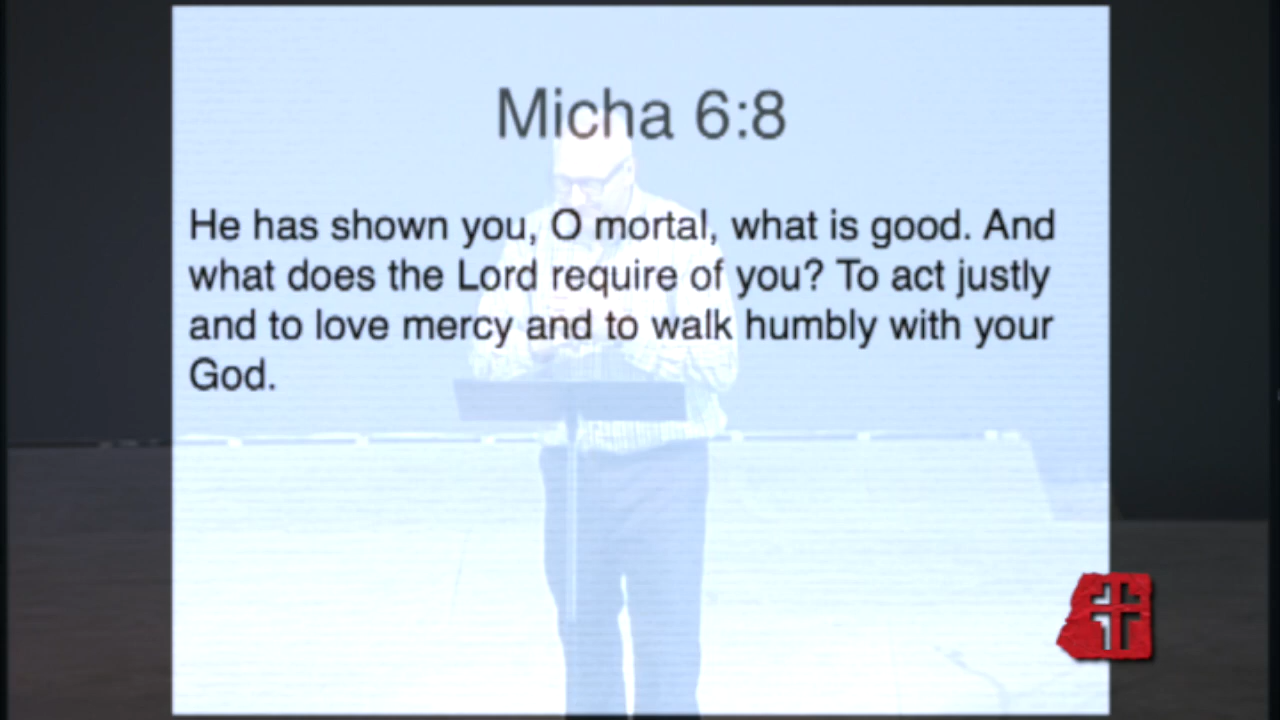 Micha 6:8
He has shown you, O mortal, what is good. And
what does the Lord require of you? To act justly
and to love mercy and to walk humbly with your
God.